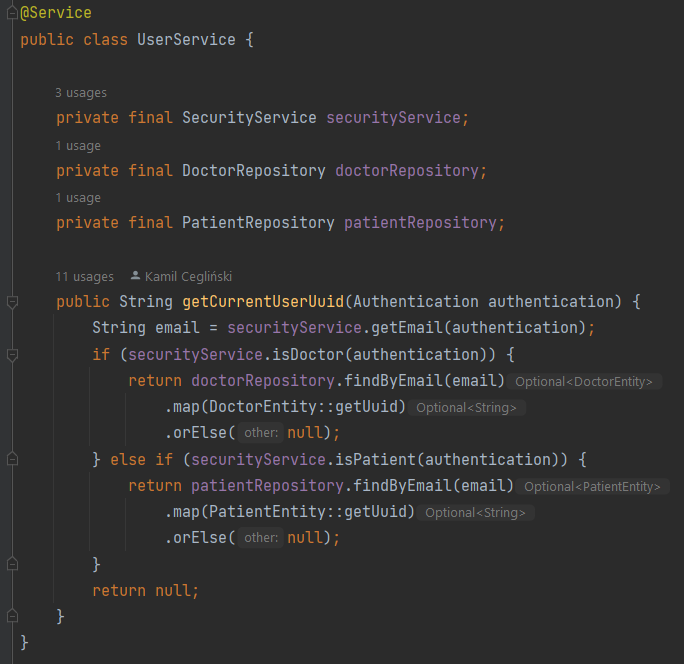 @Service
public class UserService {
3 usages
private final SecurityService securityService;
1 usage
private final DoctorRepository doctorRepository;
1 usage
private final PatientRepository patientRepository;
11 usages Kamil Cegliński
public String getCurrentUserUuid(Authentication authentication) {
String email = securityService.getEmail(authentication);
if (securityService.isDoctor(authentication)) {
return doctorRepository.findByEmail(email) Optional<DoctorEntity>
.map(DoctorEntity::getUuid) Optional<String>
.orElse( other: null);
} else if (securityService.isPatient(authentication)) {
return patientRepository.findByEmail(email) Optional<PatientEntity>
.map(PatientEntity::getUuid) Optional<String>
.orElse( other: null);
}
return null;
}
}